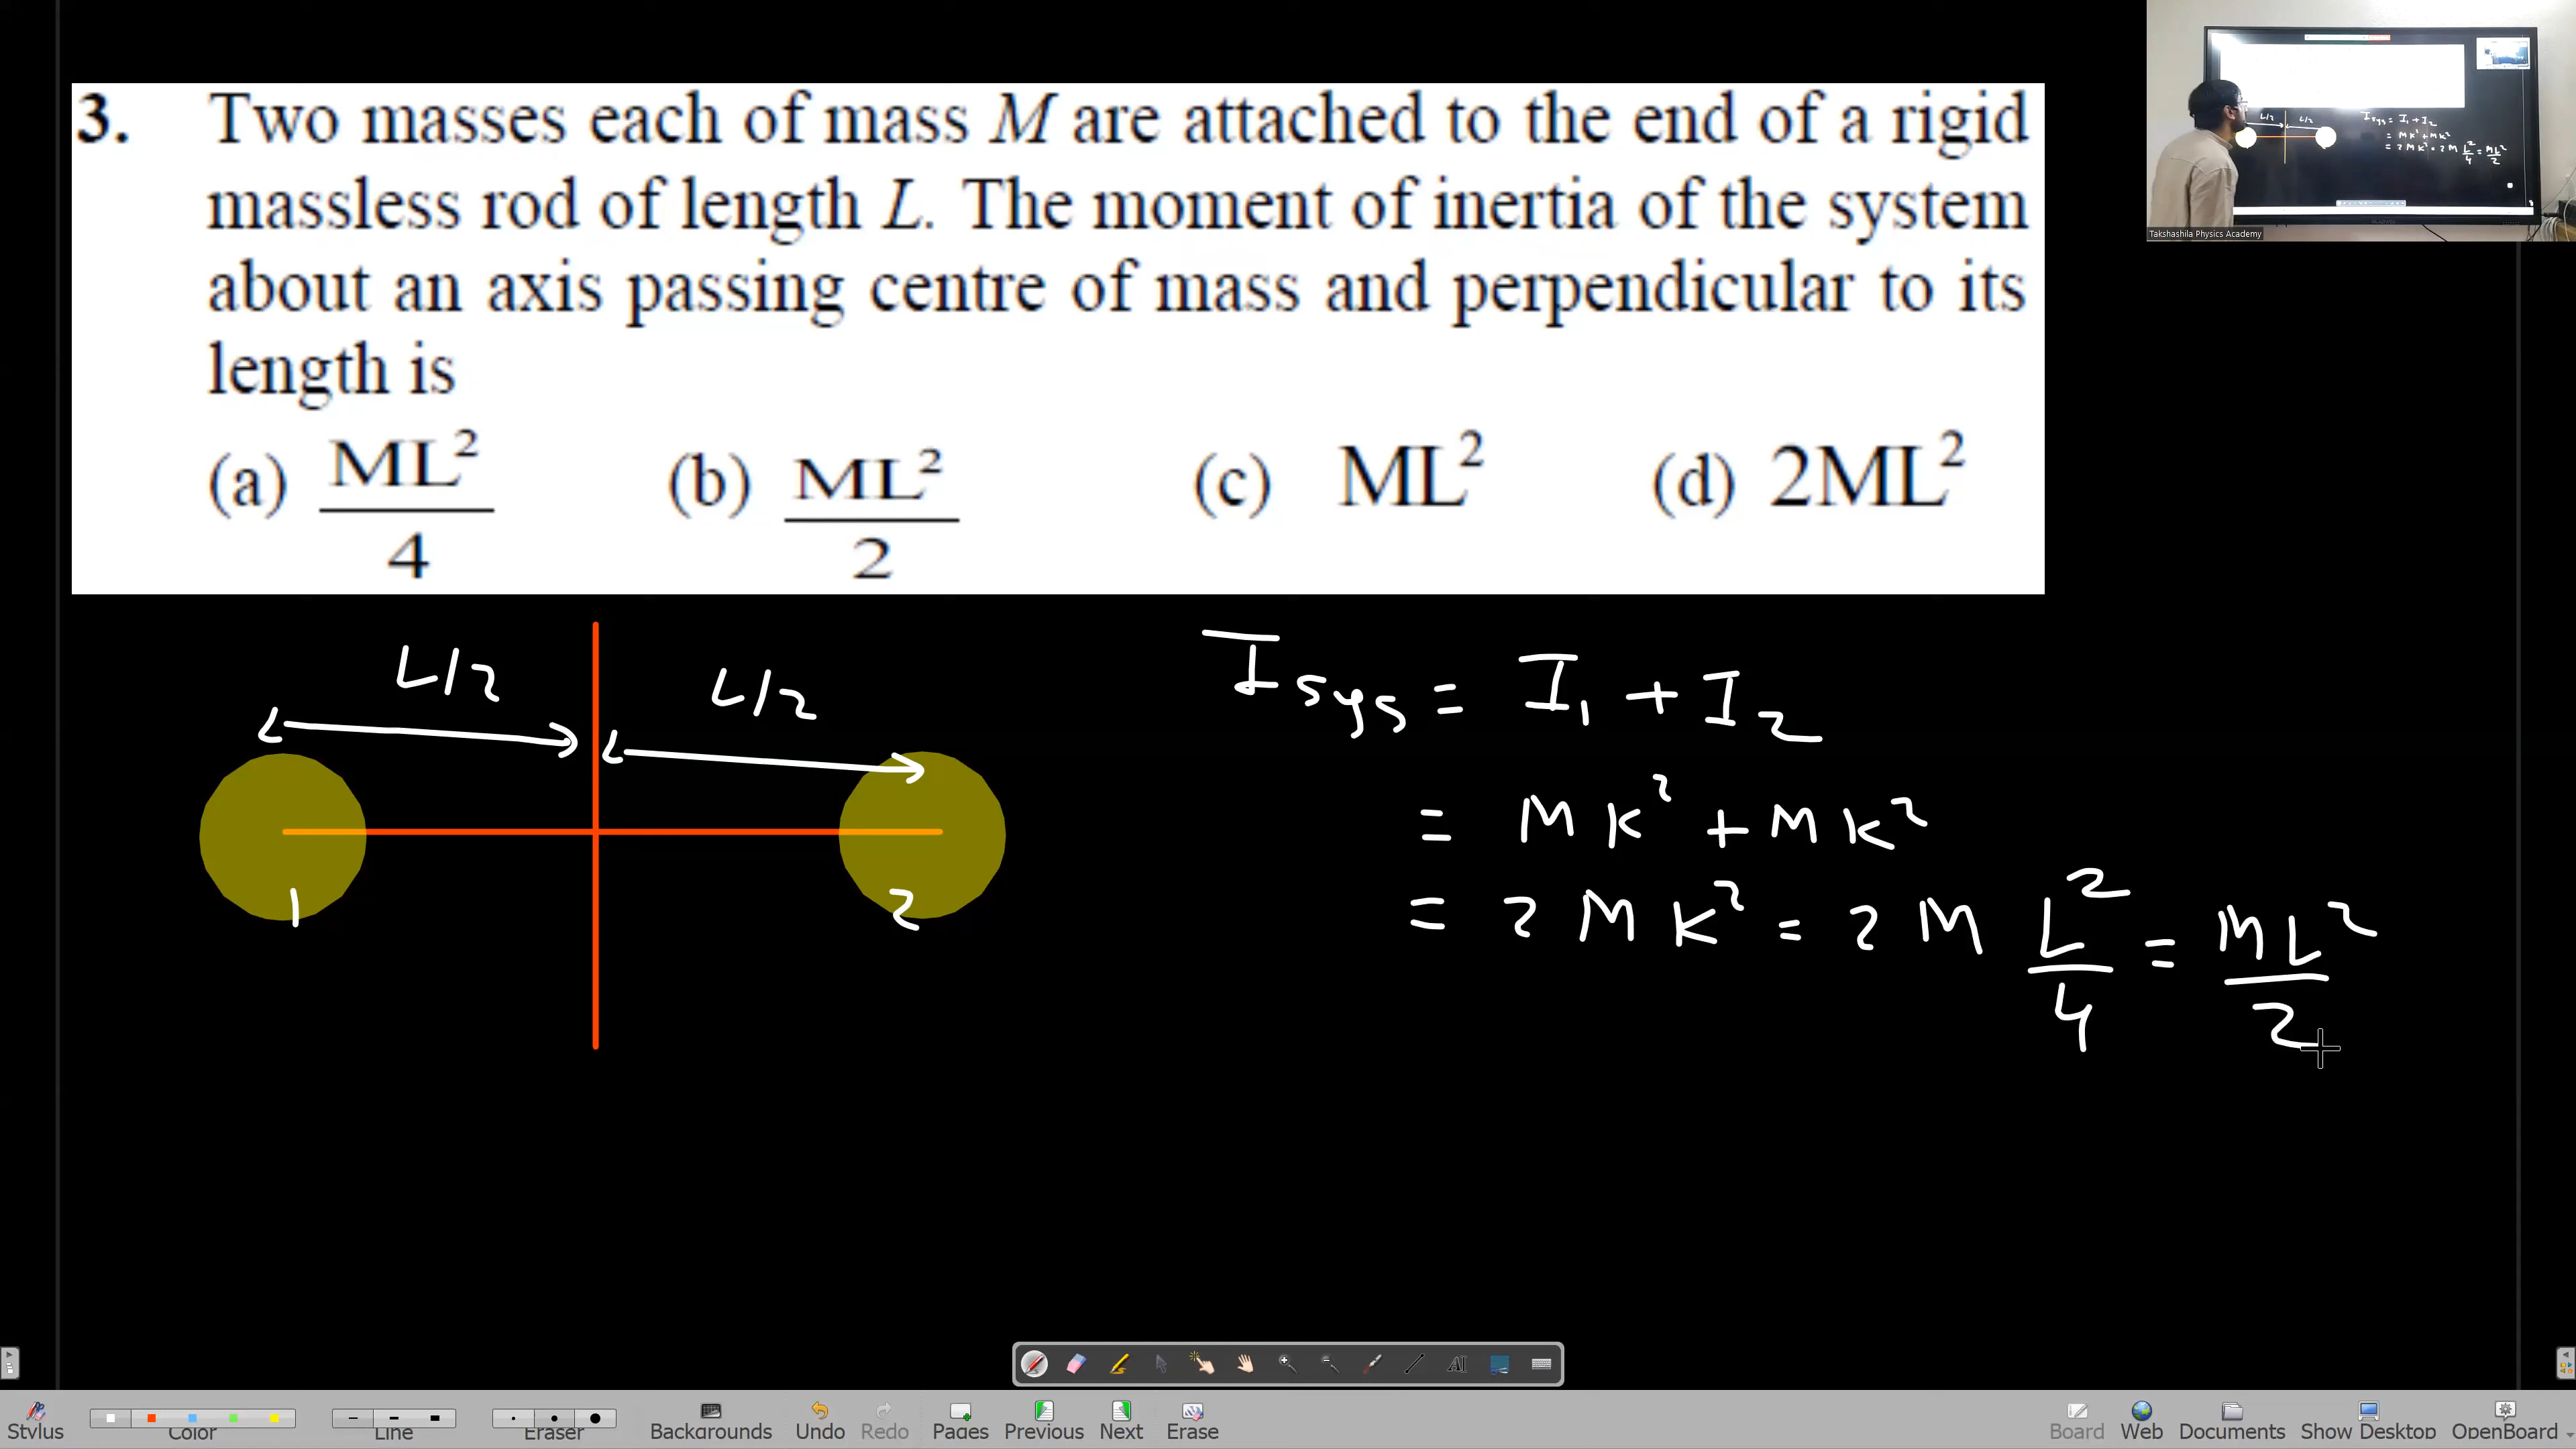 3. Two masses each of mass M are attached to the end of a rigid
massless rod of length L. The moment of inertia of the system
about an axis passing centre of mass and perpendicular to its
length is
(a) ML²/4 (b) ML²/2 (c) ML² (d) 2ML²
L/2 L/2
1 2
I sys = I₁ + I₂
= MK² + MK²
= 2MK² = 2M L²/4 = ML²/2
Takshashila Physics Academy
Stylus Color Line Eraser Backgrounds Undo Redo Pages Previous Next Erase Board Web Documents Show Desktop OpenBoard